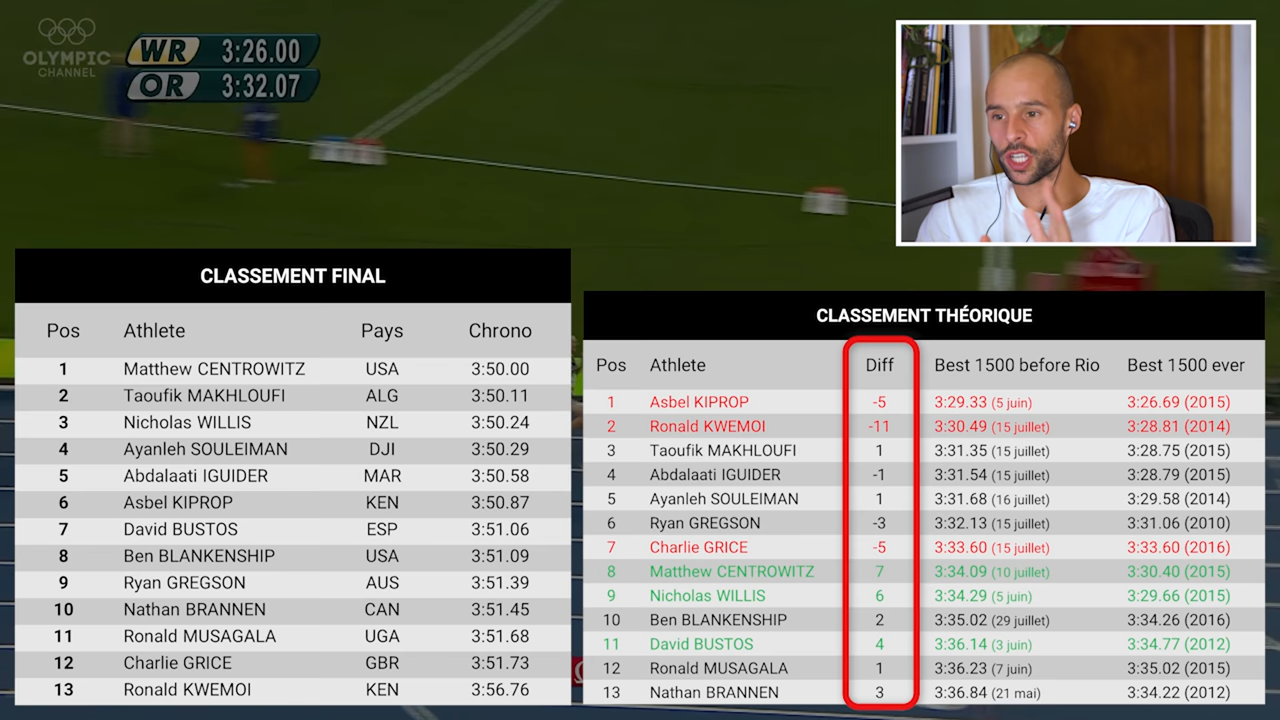 OLYMPIC
CHANNEL
WR 3:26.00
OR 3:32.07
CLASSEMENT FINAL
Pos Athlete Pays Chrono
1 Matthew CENTROWITZ USA 3:50.00
2 Taoufik MAKHLOUFI ALG 3:50.11
3 Nicholas WILLIS NZL 3:50.24
4 Ayanleh SOULEIMAN DJI 3:50.29
5 Abdalaati IGUIDER MAR 3:50.58
6 Asbel KIPROP KEN 3:50.87
7 David BUSTOS ESP 3:51.06
8 Ben BLANKENSHIP USA 3:51.09
9 Ryan GREGSON AUS 3:51.39
10 Nathan BRANNEN CAN 3:51.45
11 Ronald MUSAGALA UGA 3:51.68
12 Charlie GRICE GBR 3:51.73
13 Ronald KWEMOI KEN 3:56.76
CLASSEMENT THÉORIQUE
Pos Athlete Diff Best 1500 before Rio Best 1500 ever
1 Asbel KIPROP -5 3:29.33 (5 juin) 3:26.69 (2015)
2 Ronald KWEMOI -11 3:30.49 (15 juillet) 3:28.81 (2014)
3 Taoufik MAKHLOUFI 1 3:31.35 (15 juillet) 3:28.75 (2015)
4 Abdalaati IGUIDER -1 3:31.54 (15 juillet) 3:28.79 (2015)
5 Ayanleh SOULEIMAN 1 3:31.68 (16 juillet) 3:29.58 (2014)
6 Ryan GREGSON -3 3:32.13 (15 juillet) 3:31.06 (2010)
7 Charlie GRICE -5 3:33.60 (15 juillet) 3:33.60 (2016)
8 Matthew CENTROWITZ 7 3:34.09 (10 juillet) 3:30.40 (2015)
9 Nicholas WILLIS 6 3:34.29 (5 juin) 3:29.66 (2015)
10 Ben BLANKENSHIP 2 3:35.02 (29 juillet) 3:34.26 (2016)
11 David BUSTOS 4 3:36.14 (3 juin) 3:34.77 (2012)
12 Ronald MUSAGALA 1 3:36.23 (7 juin) 3:35.02 (2015)
13 Nathan BRANNEN 3 3:36.84 (21 mai) 3:34.22 (2012)